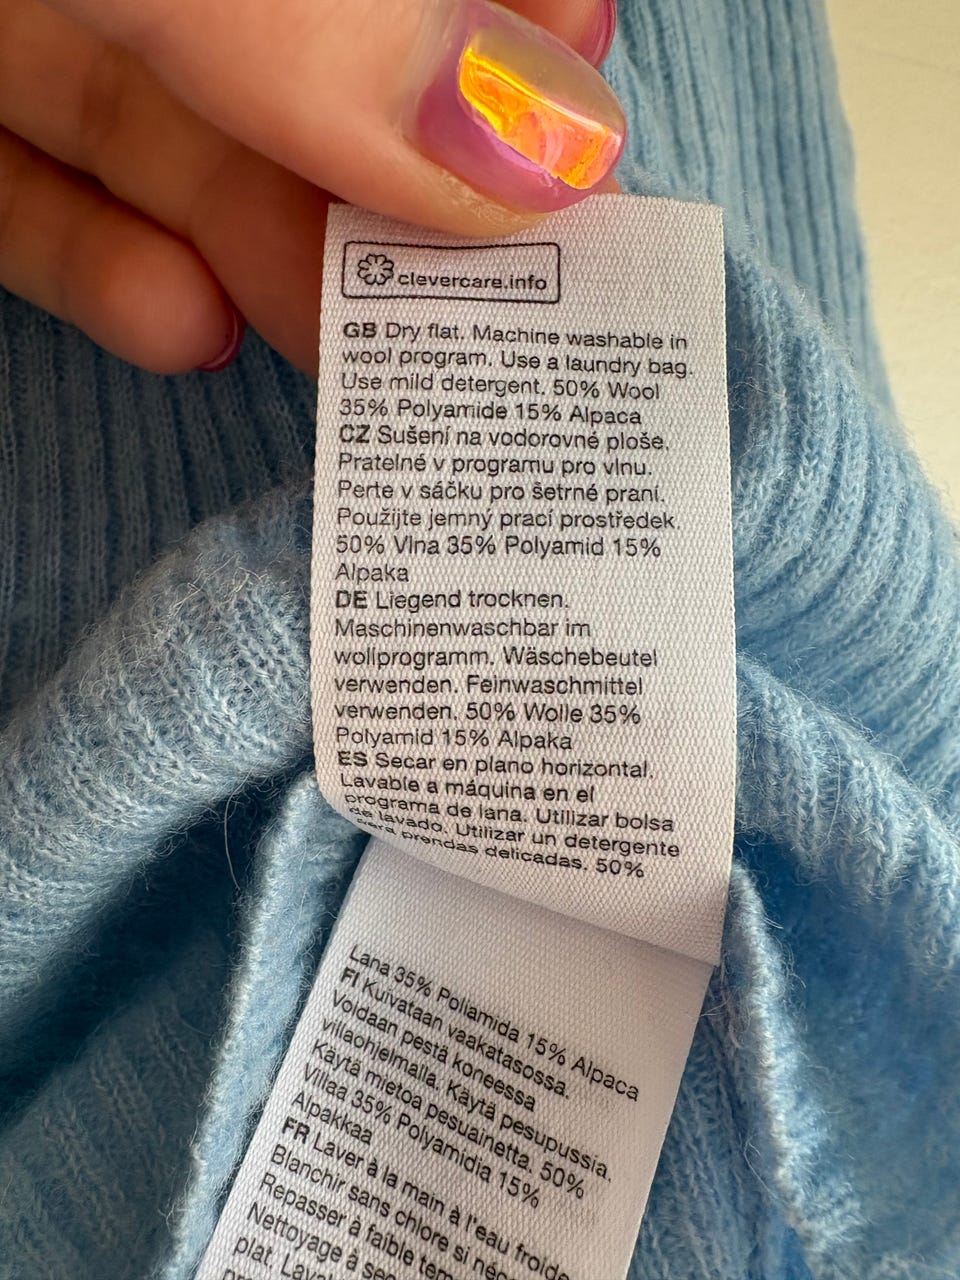 clevercare.info
GB Dry flat. Machine washable in
wool program. Use a laundry bag.
Use mild detergent. 50% Wool
35% Polyamide 15% Alpaca
CZ Sušení na vodorovné ploše.
Pratelné v programu pro vlnu.
Perte v sáčku pro šetrné praní.
Použijte jemný prací prostředek.
50% Vlna 35% Polyamid 15%
Alpaka
DE Liegend trocknen.
Maschinenwaschbar im
wollprogramm. Wäschebeutel
verwenden. Feinwaschmittel
verwenden. 50% Wolle 35%
Polyamid 15% Alpaka
ES Secar en plano horizontal.
Lavable a máquina en el
programa de lana. Utilizar bolsa
de lavado. Utilizar un detergente
para prendas delicadas. 50%
Lana 35% Poliamida 15% Alpaca
FI Kuivataan vaakatasossa.
Voidaan pestä koneessa
villaohjelmalla. Käytä pesupussia.
Käytä mietoa pesuainetta. 50%
Villaa 35% Polyamidia 15%
Alpakkaa
FR Laver à la main à l'eau froide
Blanchir sans chlore si
Repasser à faible
Nettoyage à
plat.